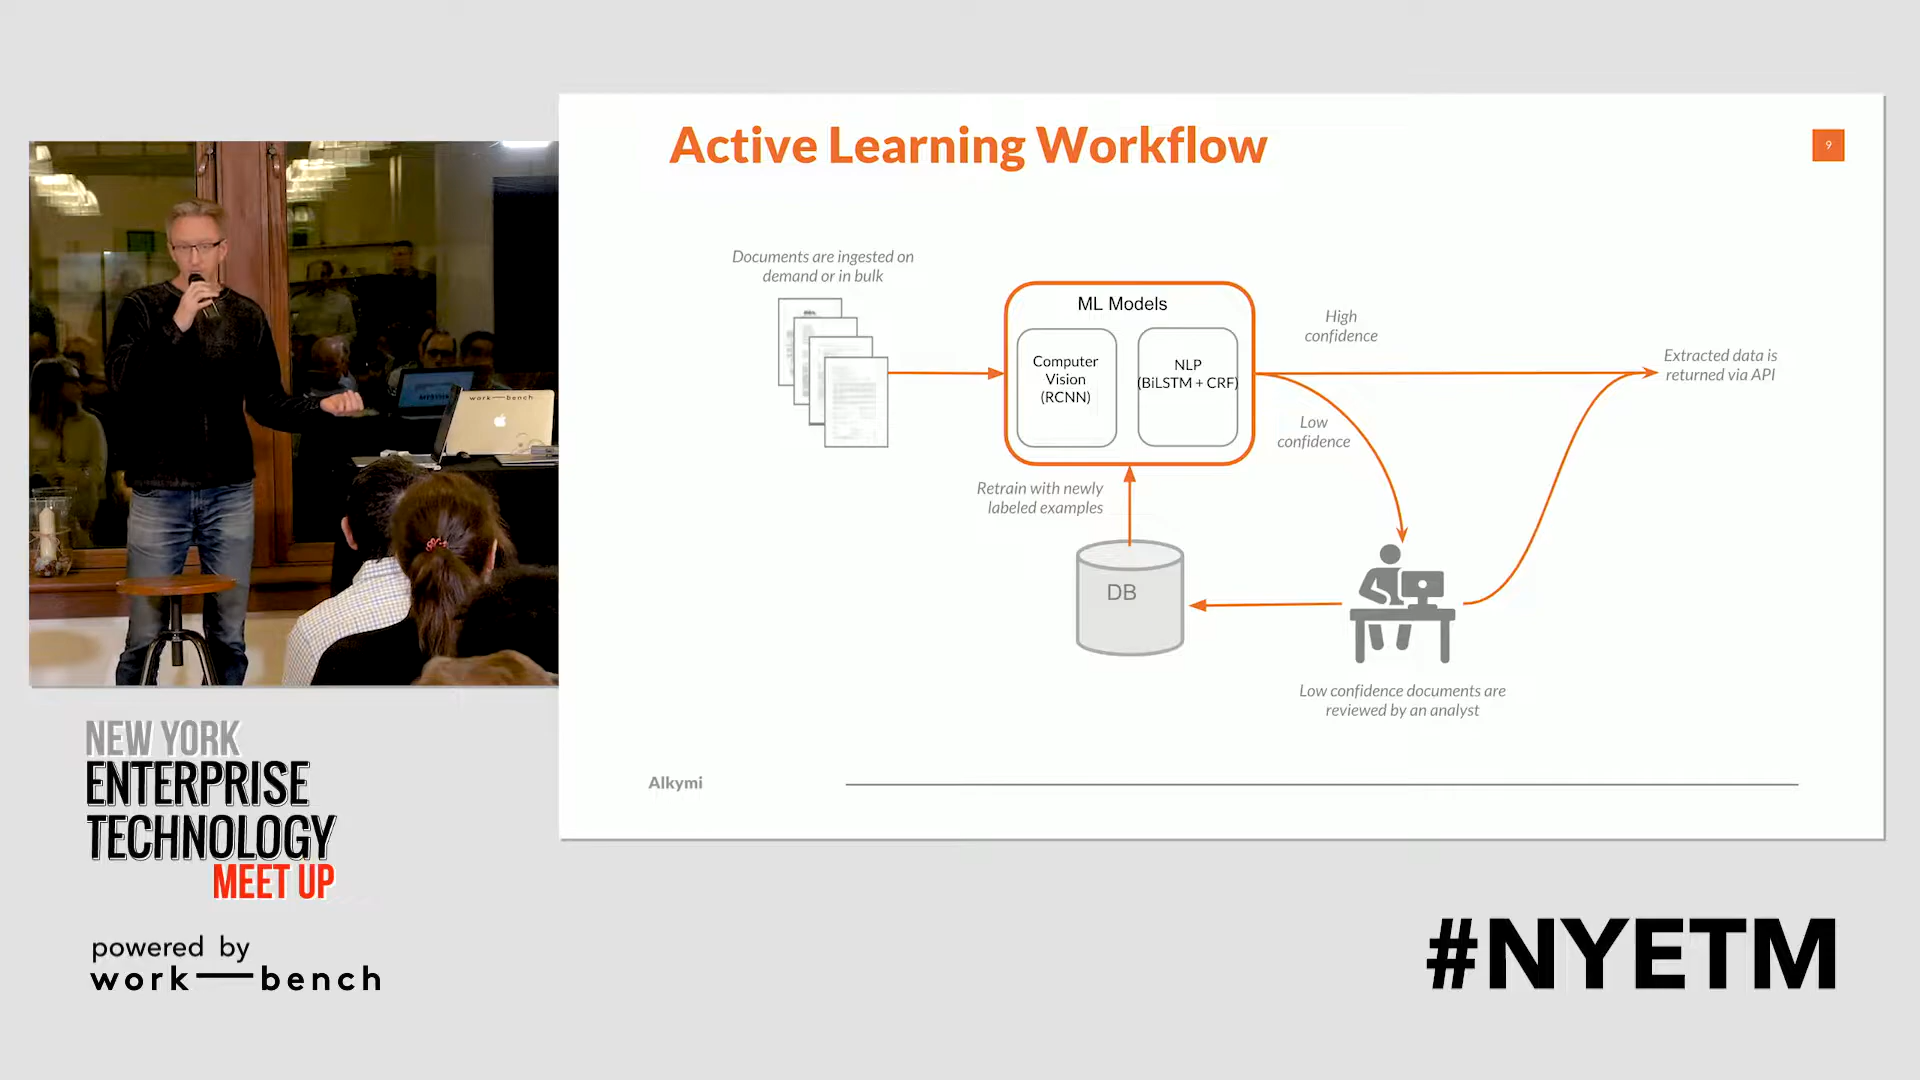 Active Learning Workflow
9
Documents are ingested on
demand or in bulk
ML Models
Computer
Vision
(RCNN)
NLP
(BiLSTM + CRF)
High
confidence
Low
confidence
Extracted data is
returned via API
Retrain with newly
labeled examples
DB
Low confidence documents are
reviewed by an analyst
Alkymi
work—bench
NEW YORK
ENTERPRISE
TECHNOLOGY
MEET UP
powered by
work—bench
#NYETM